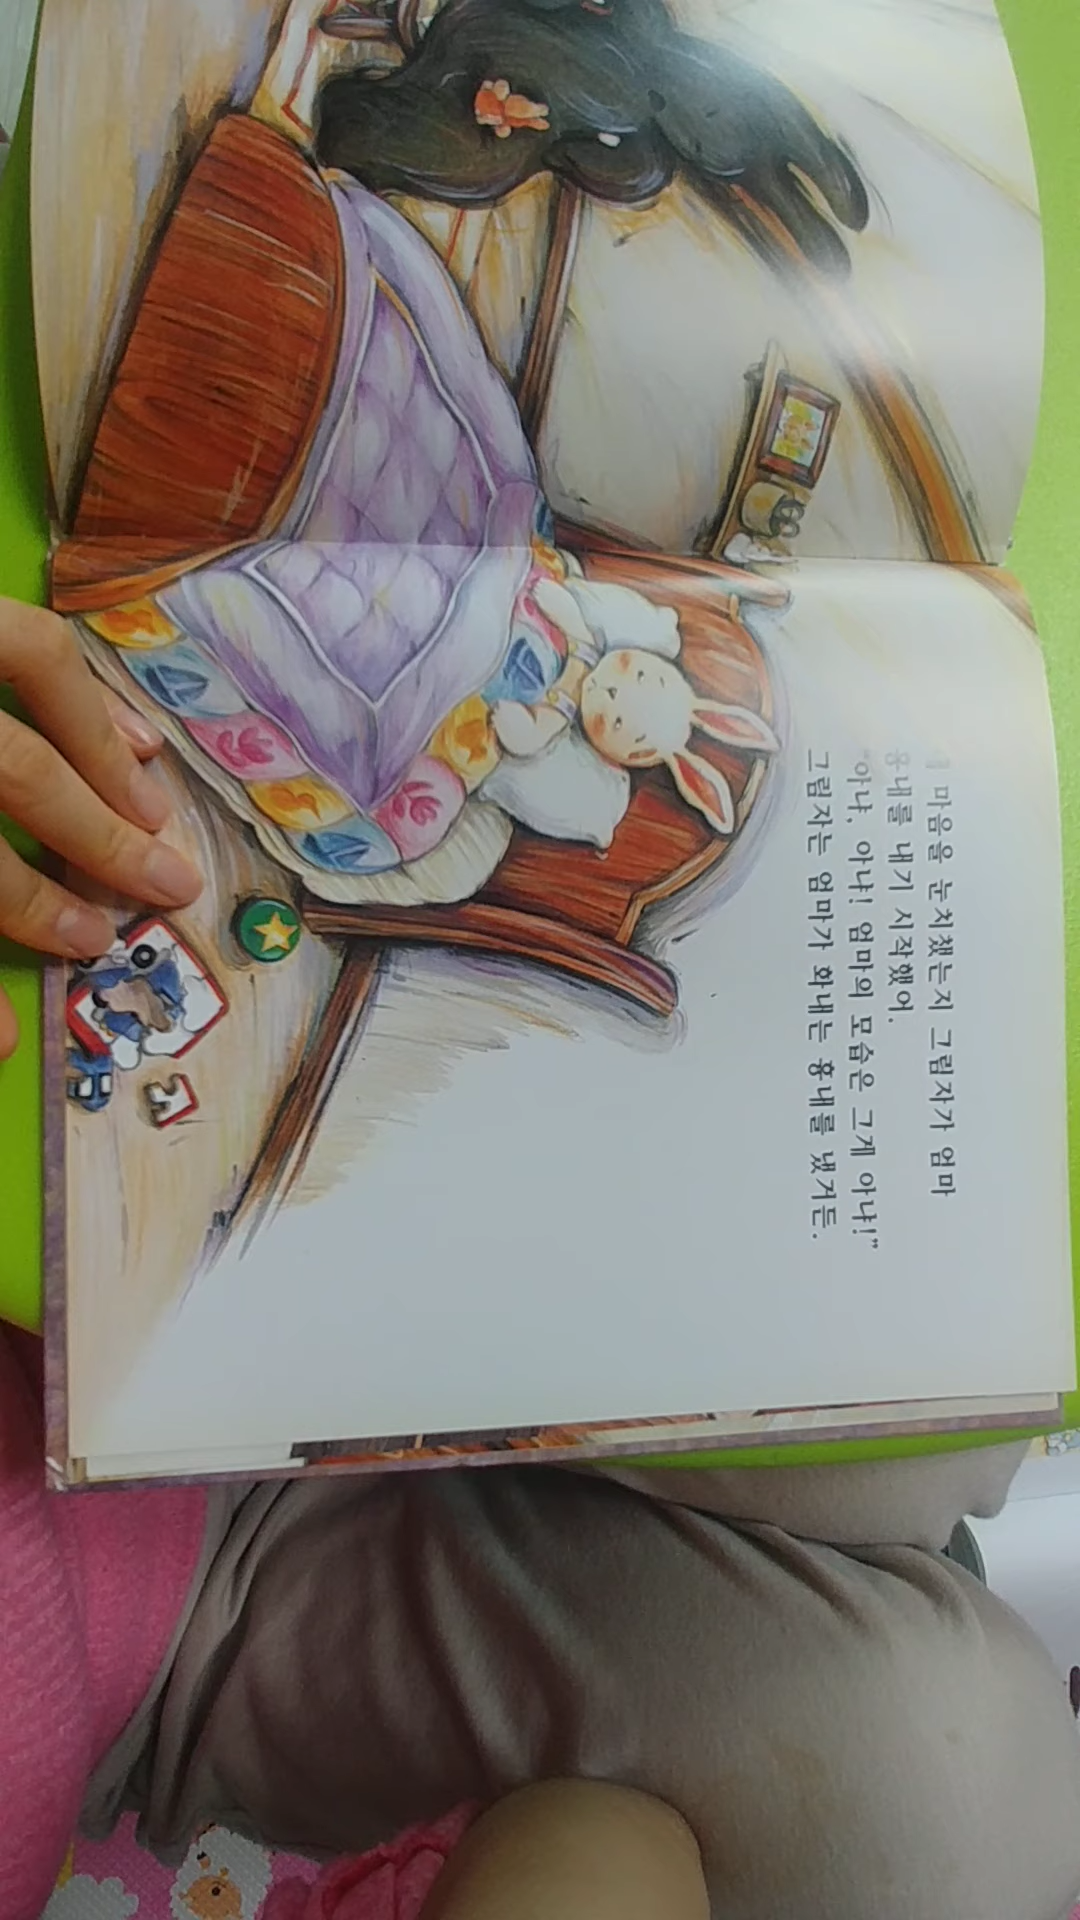 마음을 눈치챘는지 그림자가 엄마
흉내를 내기 시작했어.
“아냐, 아냐! 엄마의 모습은 그게 아냐!”
그림자는 엄마가 화내는 흉내를 냈거든.